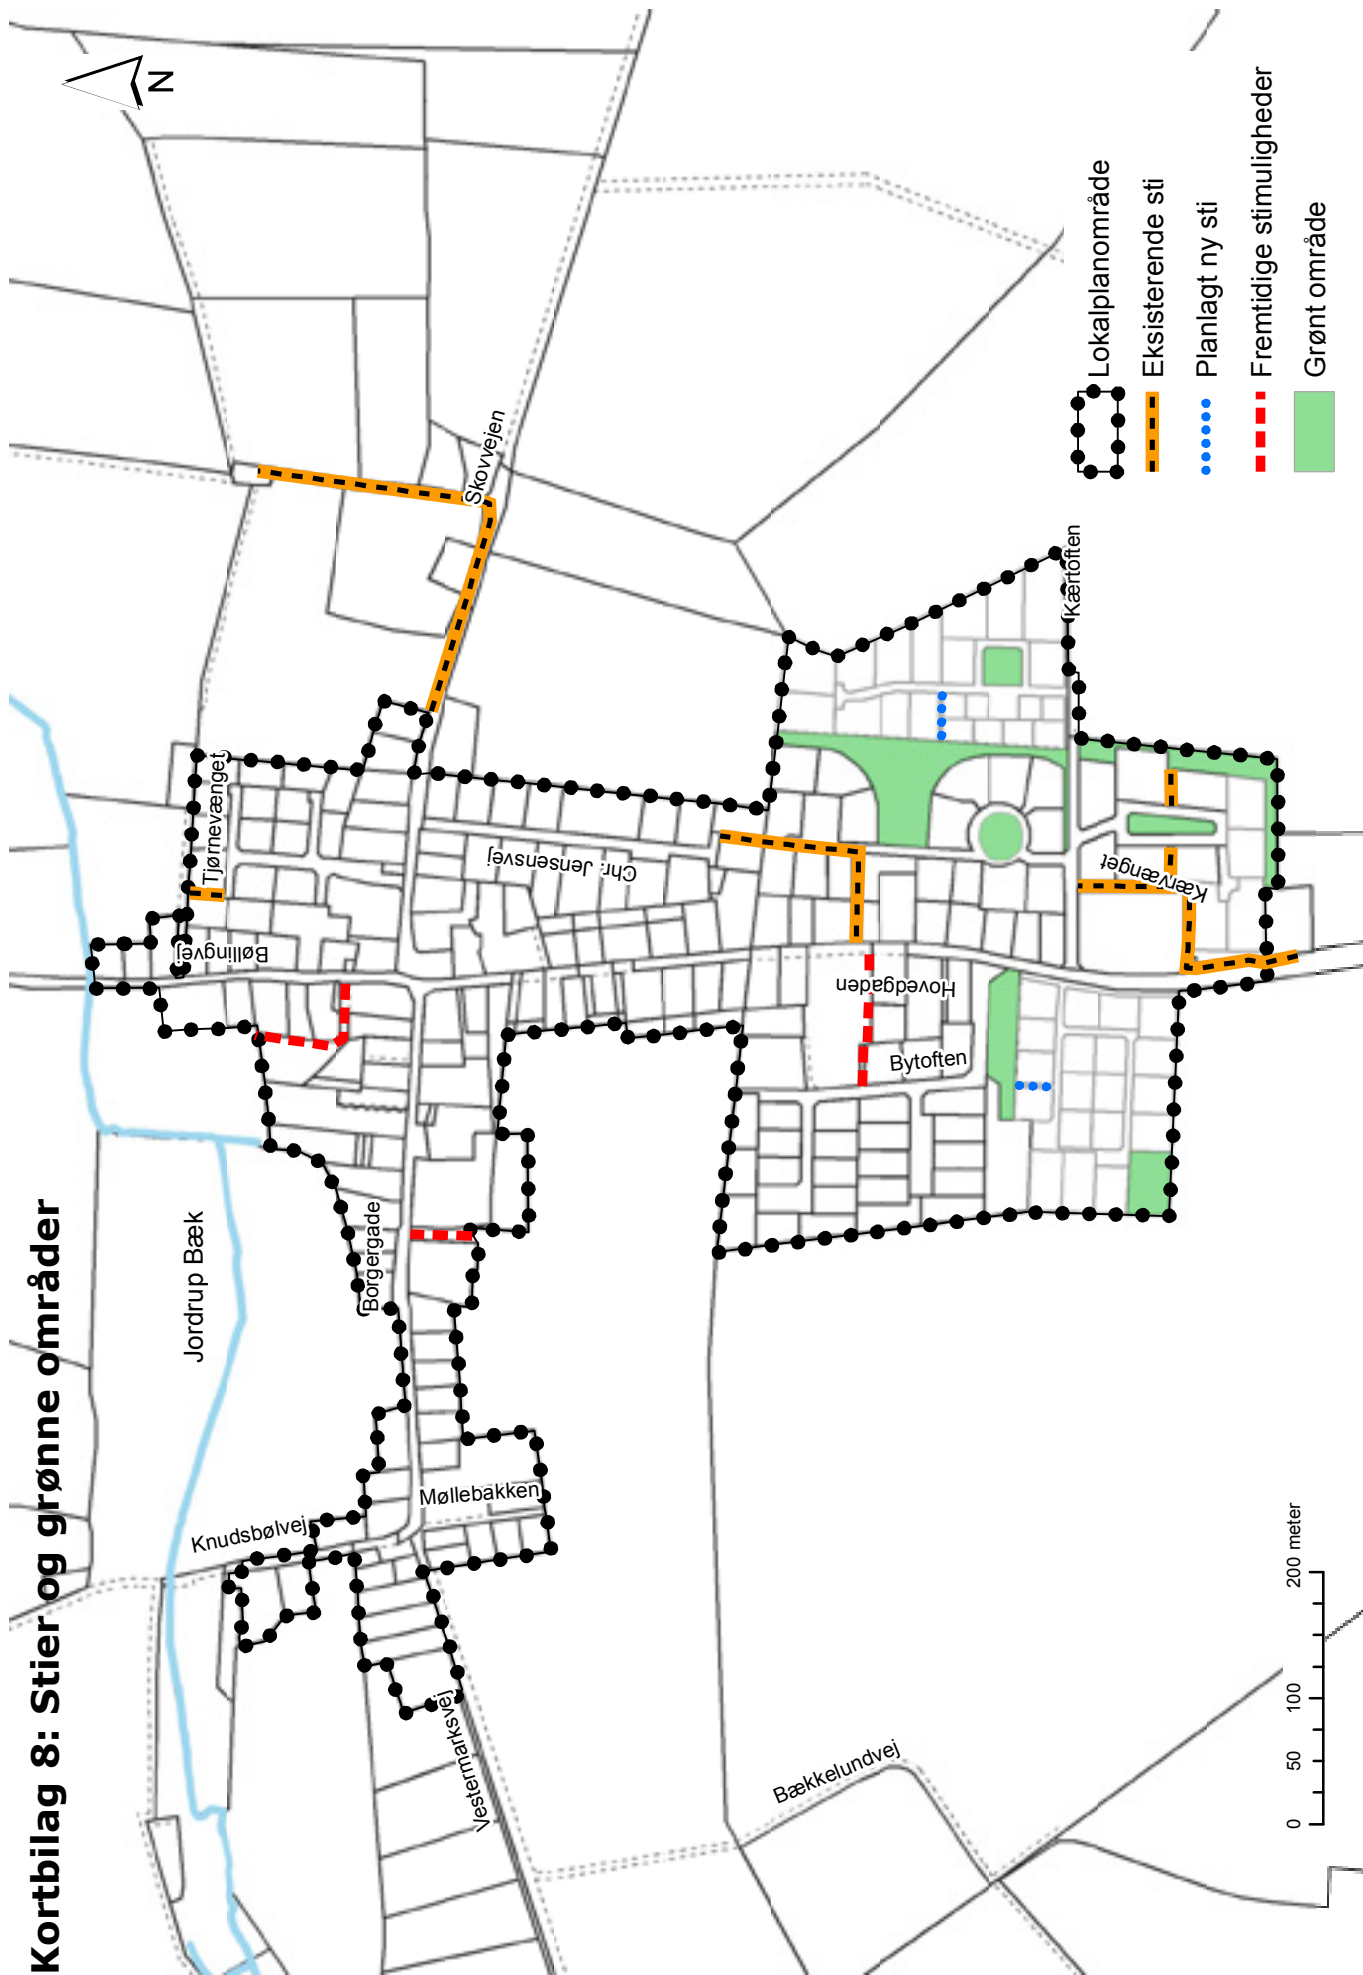 Kortbilag 8: Stier og grønne områder
N
Jordrup Bæk
Tjørnevænget
Bøllingvej
Knudsbølvej
Borgergade
Skovvejen
Møllebakken
Vestermarksvej
Chr. Jensensvej
Hovedgaden
Bytoften
Bækkelundvej
Kærtoften
Kærvænget
Lokalplanområde
Eksisterende sti
Planlagt ny sti
Fremtidige stimuligheder
Grønt område
0 50 100 200 meter